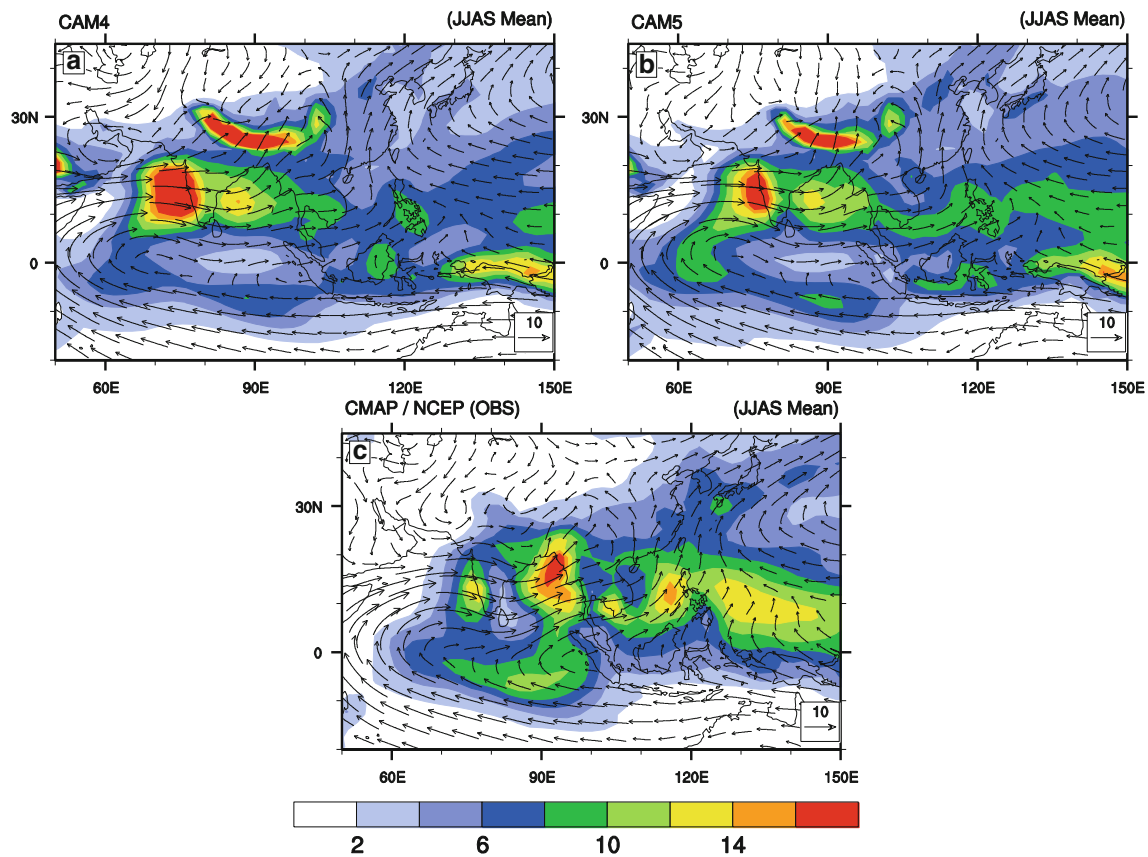 CAM4 (JJAS Mean)
a
30N
0
10
60E 90E 120E 150E
CAM5 (JJAS Mean)
b
30N
0
10
60E 90E 120E 150E
CMAP / NCEP (OBS) (JJAS Mean)
c
30N
0
10
60E 90E 120E 150E
2 6 10 14